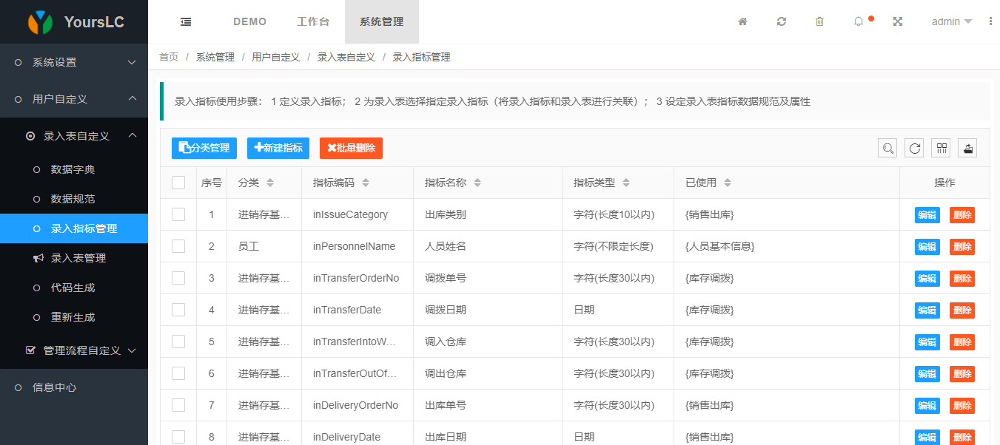 YoursLC
DEMO 工作台 系统管理 admin
首页 / 系统管理 / 用户自定义 / 录入表自定义 / 录入指标管理
系统设置
用户自定义
录入表自定义
数据字典
数据规范
录入指标管理
录入表管理
代码生成
重新生成
管理流程自定义
信息中心
录入指标使用步骤： 1 定义录入指标； 2 为录入表选择指定录入指标（将录入指标和录入表进行关联）； 3 设定录入表指标数据规范及属性
分类管理 新建指标 批量删除
序号 分类 指标编码 指标名称 指标类型 已使用 操作
1 进销存基… inIssueCategory 出库类别 字符(长度10以内) {销售出库} 编辑 删除
2 员工 inPersonnelName 人员姓名 字符(不限定长度) {人员基本信息} 编辑 删除
3 进销存基… inTransferOrderNo 调拨单号 字符(长度30以内) {库存调拨} 编辑 删除
4 进销存基… inTransferDate 调拨日期 日期 {库存调拨} 编辑 删除
5 进销存基… inTransferIntoW… 调入仓库 字符(长度30以内) {库存调拨} 编辑 删除
6 进销存基… inTransferOutOf… 调出仓库 字符(长度30以内) {库存调拨} 编辑 删除
7 进销存基… inDeliveryOrderNo 出库单号 字符(长度30以内) {销售出库} 编辑 删除
8 进销存基… inDeliveryDate 出库日期 日期 {销售出库} 编辑 删除